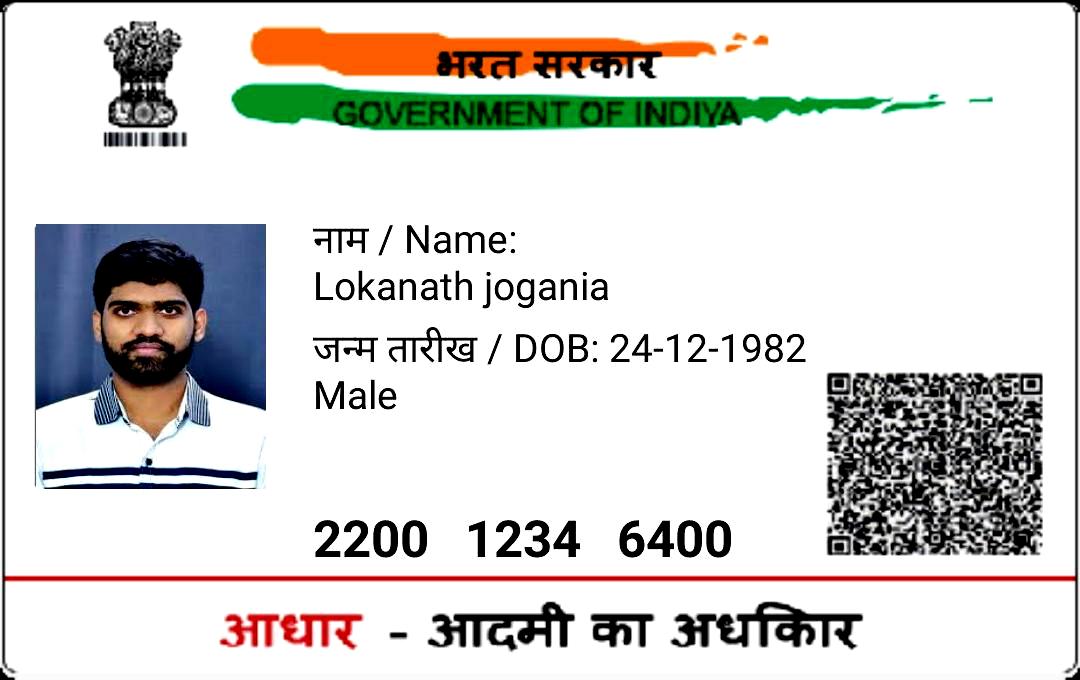 भरत सरकार
GOVERNMENT OF INDIYA
नाम / Name:
Lokanath jogania
जन्म तारीख / DOB: 24-12-1982
Male
2200 1234 6400
आधार - आदमी का अधिकार